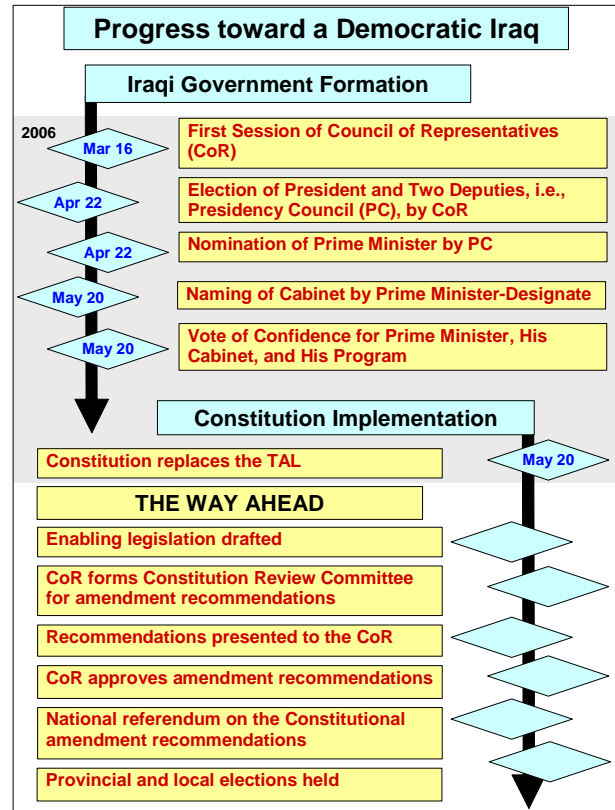 Progress toward a Democratic Iraq
Iraqi Government Formation
2006
Mar 16
First Session of Council of Representatives
(CoR)
Apr 22
Election of President and Two Deputies, i.e.,
Presidency Council (PC), by CoR
Apr 22
Nomination of Prime Minister by PC
May 20
Naming of Cabinet by Prime Minister-Designate
May 20
Vote of Confidence for Prime Minister, His
Cabinet, and His Program
Constitution Implementation
Constitution replaces the TAL
May 20
THE WAY AHEAD
Enabling legislation drafted
CoR forms Constitution Review Committee
for amendment recommendations
Recommendations presented to the CoR
CoR approves amendment recommendations
National referendum on the Constitutional
amendment recommendations
Provincial and local elections held